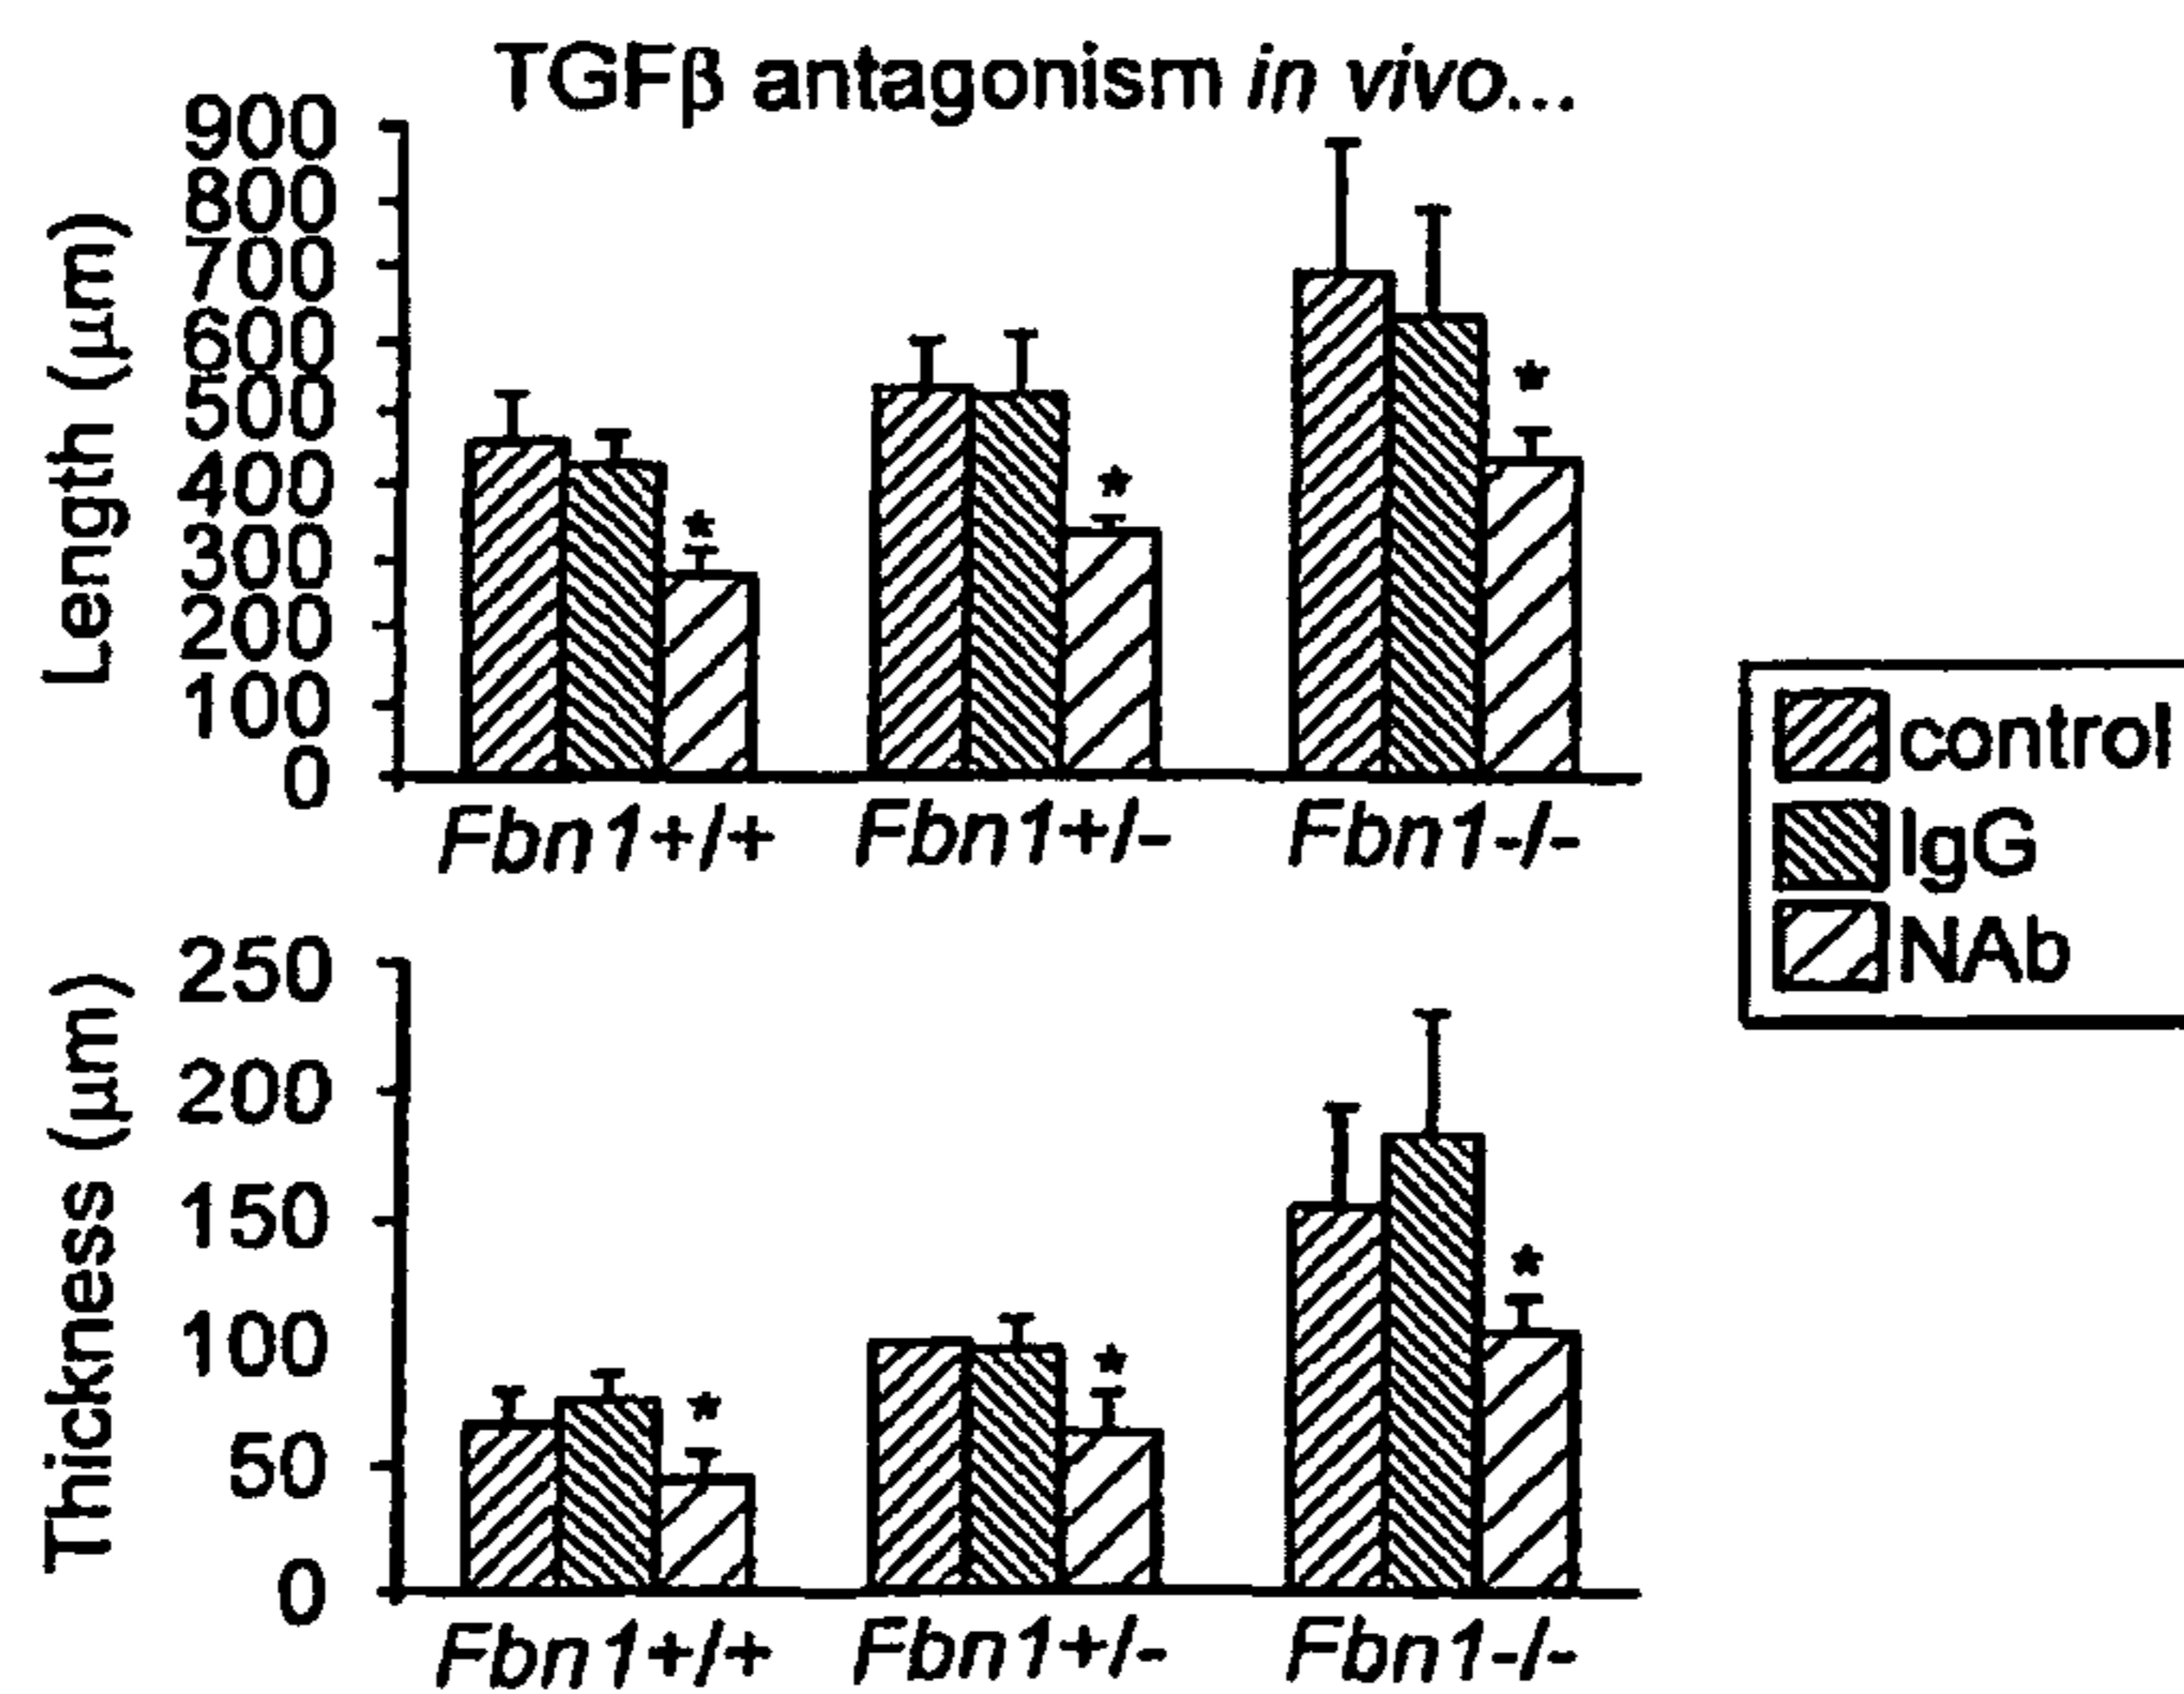 TGFβ antagonism in vivo...
Length (μm)
900
800
700
600
500
400
300
200
100
0
*
*
*
Fbn1+/+ Fbn1+/- Fbn1-/-
control
IgG
NAb
Thickness (μm)
250
200
150
100
50
0
*
*
*
Fbn1+/+ Fbn1+/- Fbn1-/-